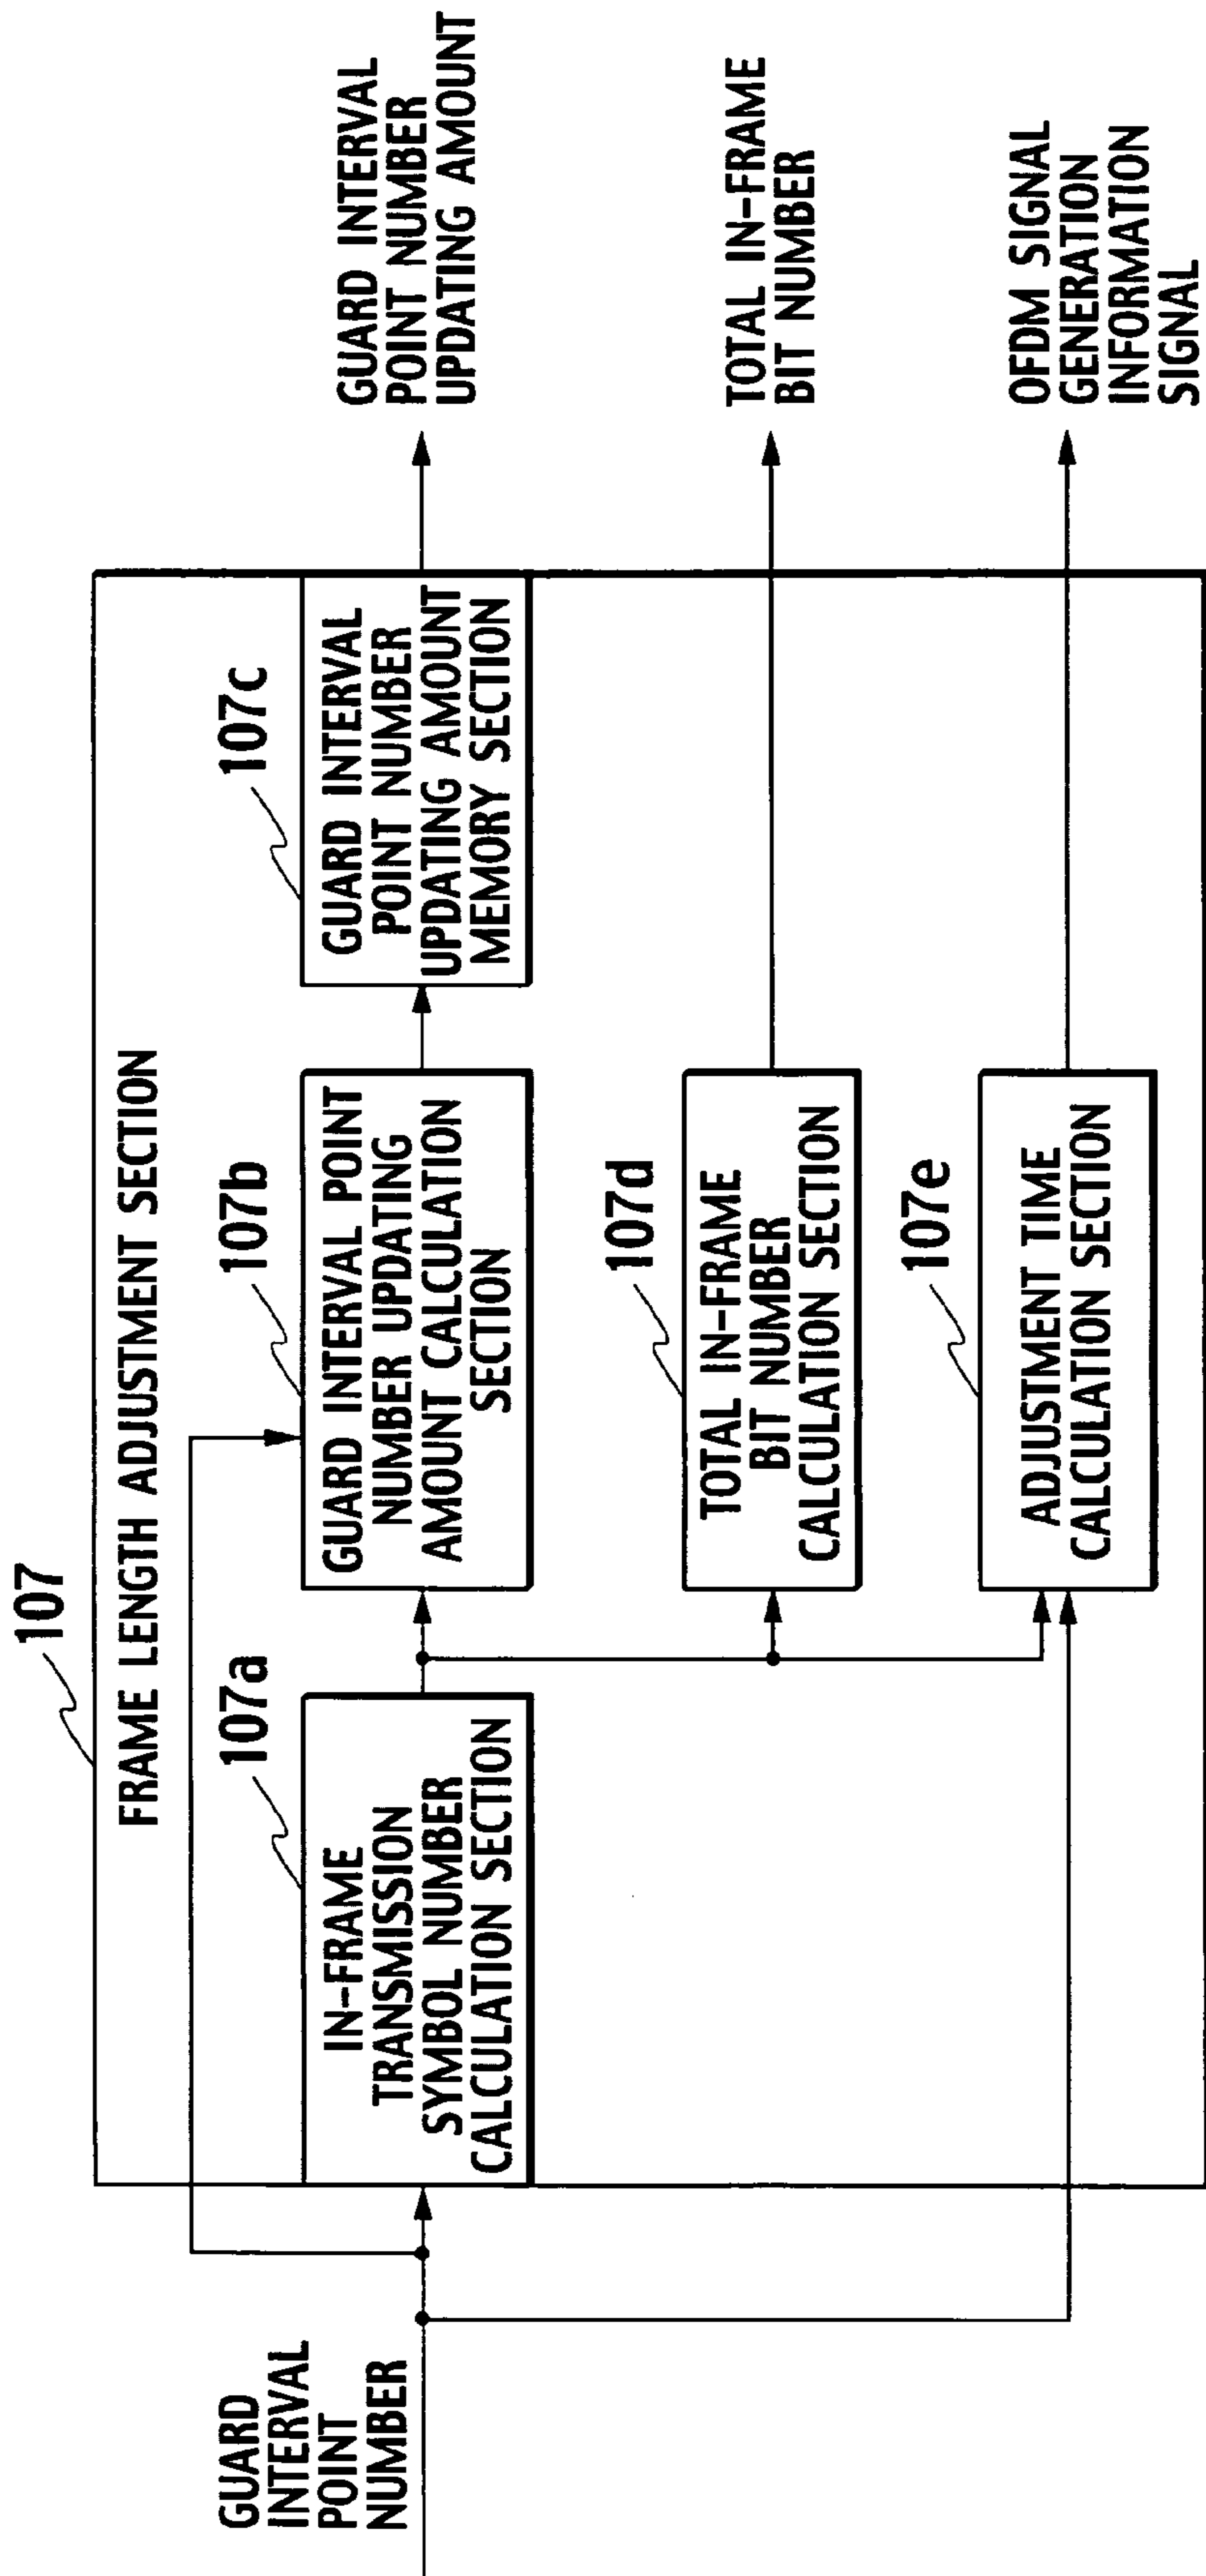 107
FRAME LENGTH ADJUSTMENT SECTION
GUARD
INTERVAL
POINT
NUMBER
107a
IN-FRAME
TRANSMISSION
SYMBOL NUMBER
CALCULATION SECTION
107b
GUARD INTERVAL POINT
NUMBER UPDATING
AMOUNT CALCULATION
SECTION
107c
GUARD INTERVAL
POINT NUMBER
UPDATING AMOUNT
MEMORY SECTION
GUARD INTERVAL
POINT NUMBER
UPDATING AMOUNT
107d
TOTAL IN-FRAME
BIT NUMBER
CALCULATION SECTION
TOTAL IN-FRAME
BIT NUMBER
107e
ADJUSTMENT TIME
CALCULATION SECTION
OFDM SIGNAL
GENERATION
INFORMATION
SIGNAL